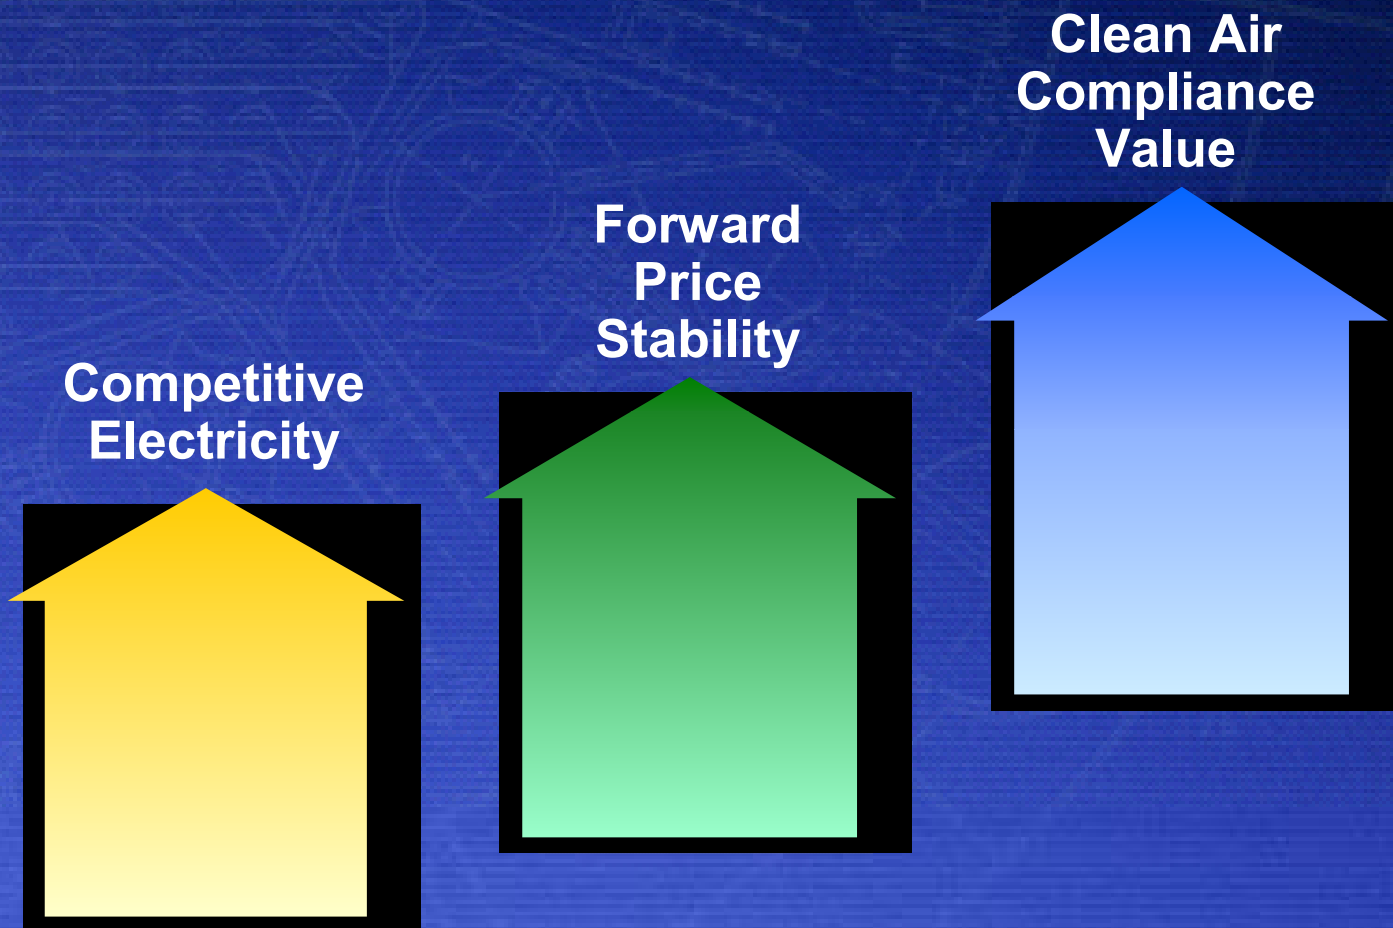 Competitive
Electricity
Forward
Price
Stability
Clean Air
Compliance
Value